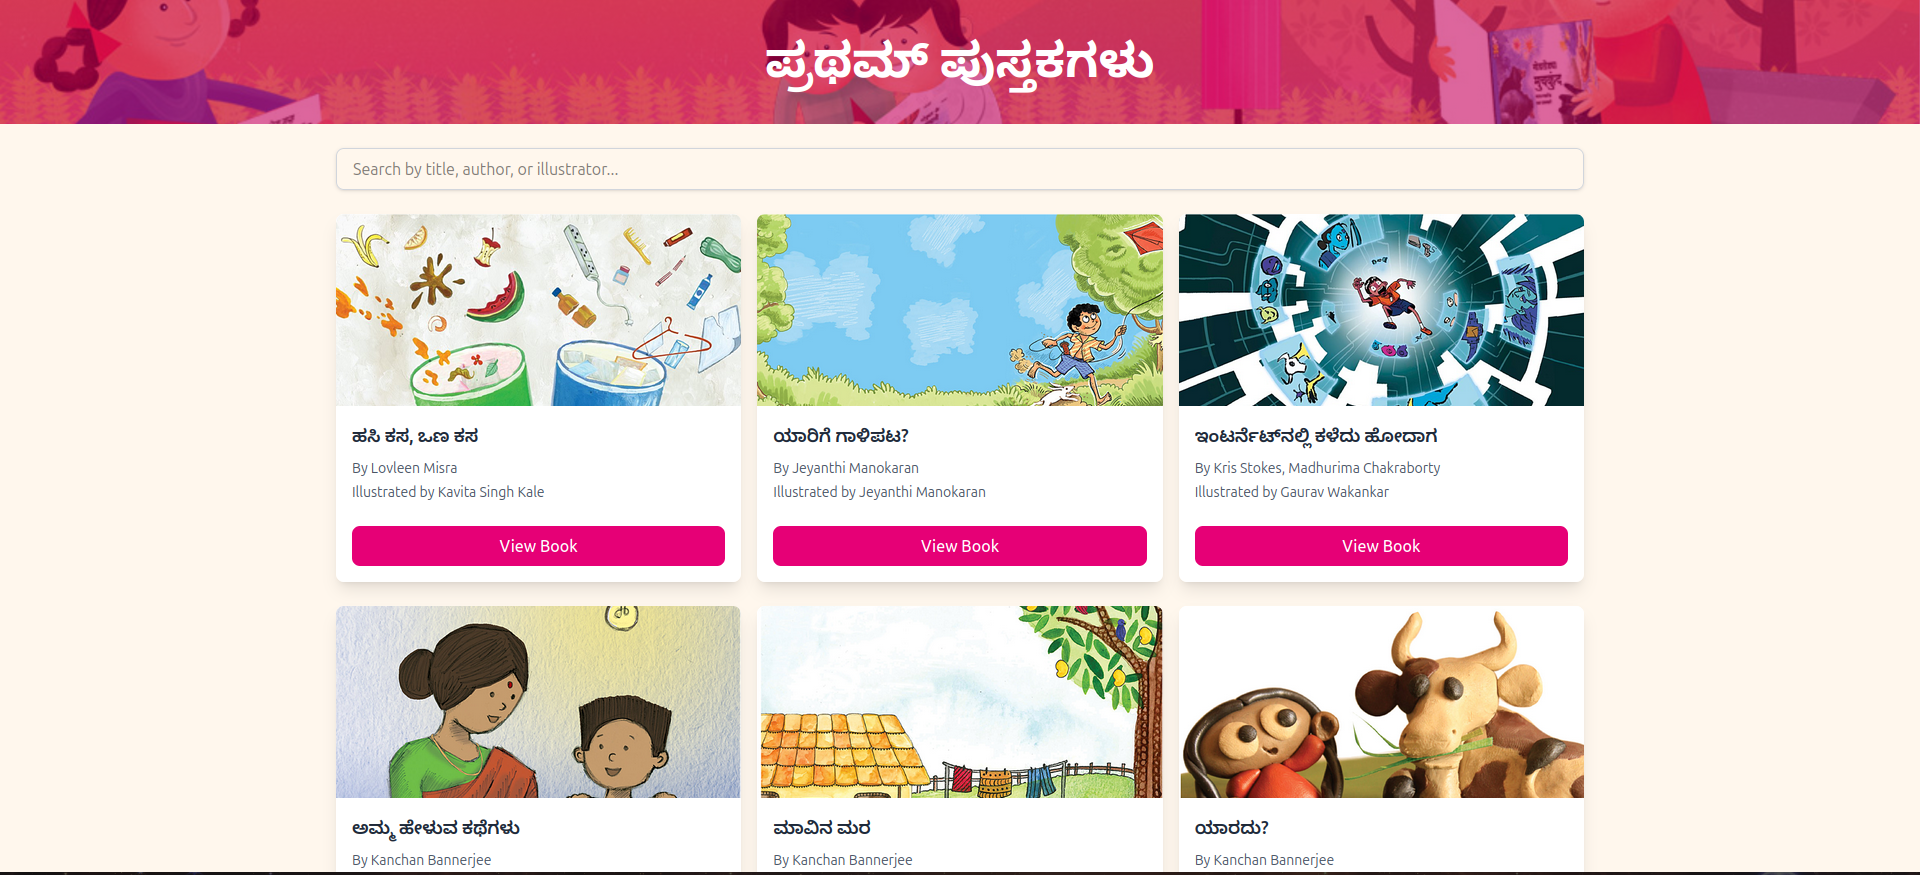 ಪ್ರಥಮ್ ಪುಸ್ತಕಗಳು
Search by title, author, or illustrator...
ಹಸಿ ಕಸ, ಒಣ ಕಸ
By Lovleen Misra
Illustrated by Kavita Singh Kale
View Book
ಯಾರಿಗೆ ಗಾಳಿಪಟ?
By Jeyanthi Manokaran
Illustrated by Jeyanthi Manokaran
View Book
ಇಂಟರ್ನೆಟ್‌ನಲ್ಲಿ ಕಳೆದು ಹೋದಾಗ
By Kris Stokes, Madhurima Chakraborty
Illustrated by Gaurav Wakankar
View Book
ಅಮ್ಮ ಹೇಳುವ ಕಥೆಗಳು
By Kanchan Bannerjee
ಮಾವಿನ ಮರ
By Kanchan Bannerjee
ಯಾರದು?
By Kanchan Bannerjee